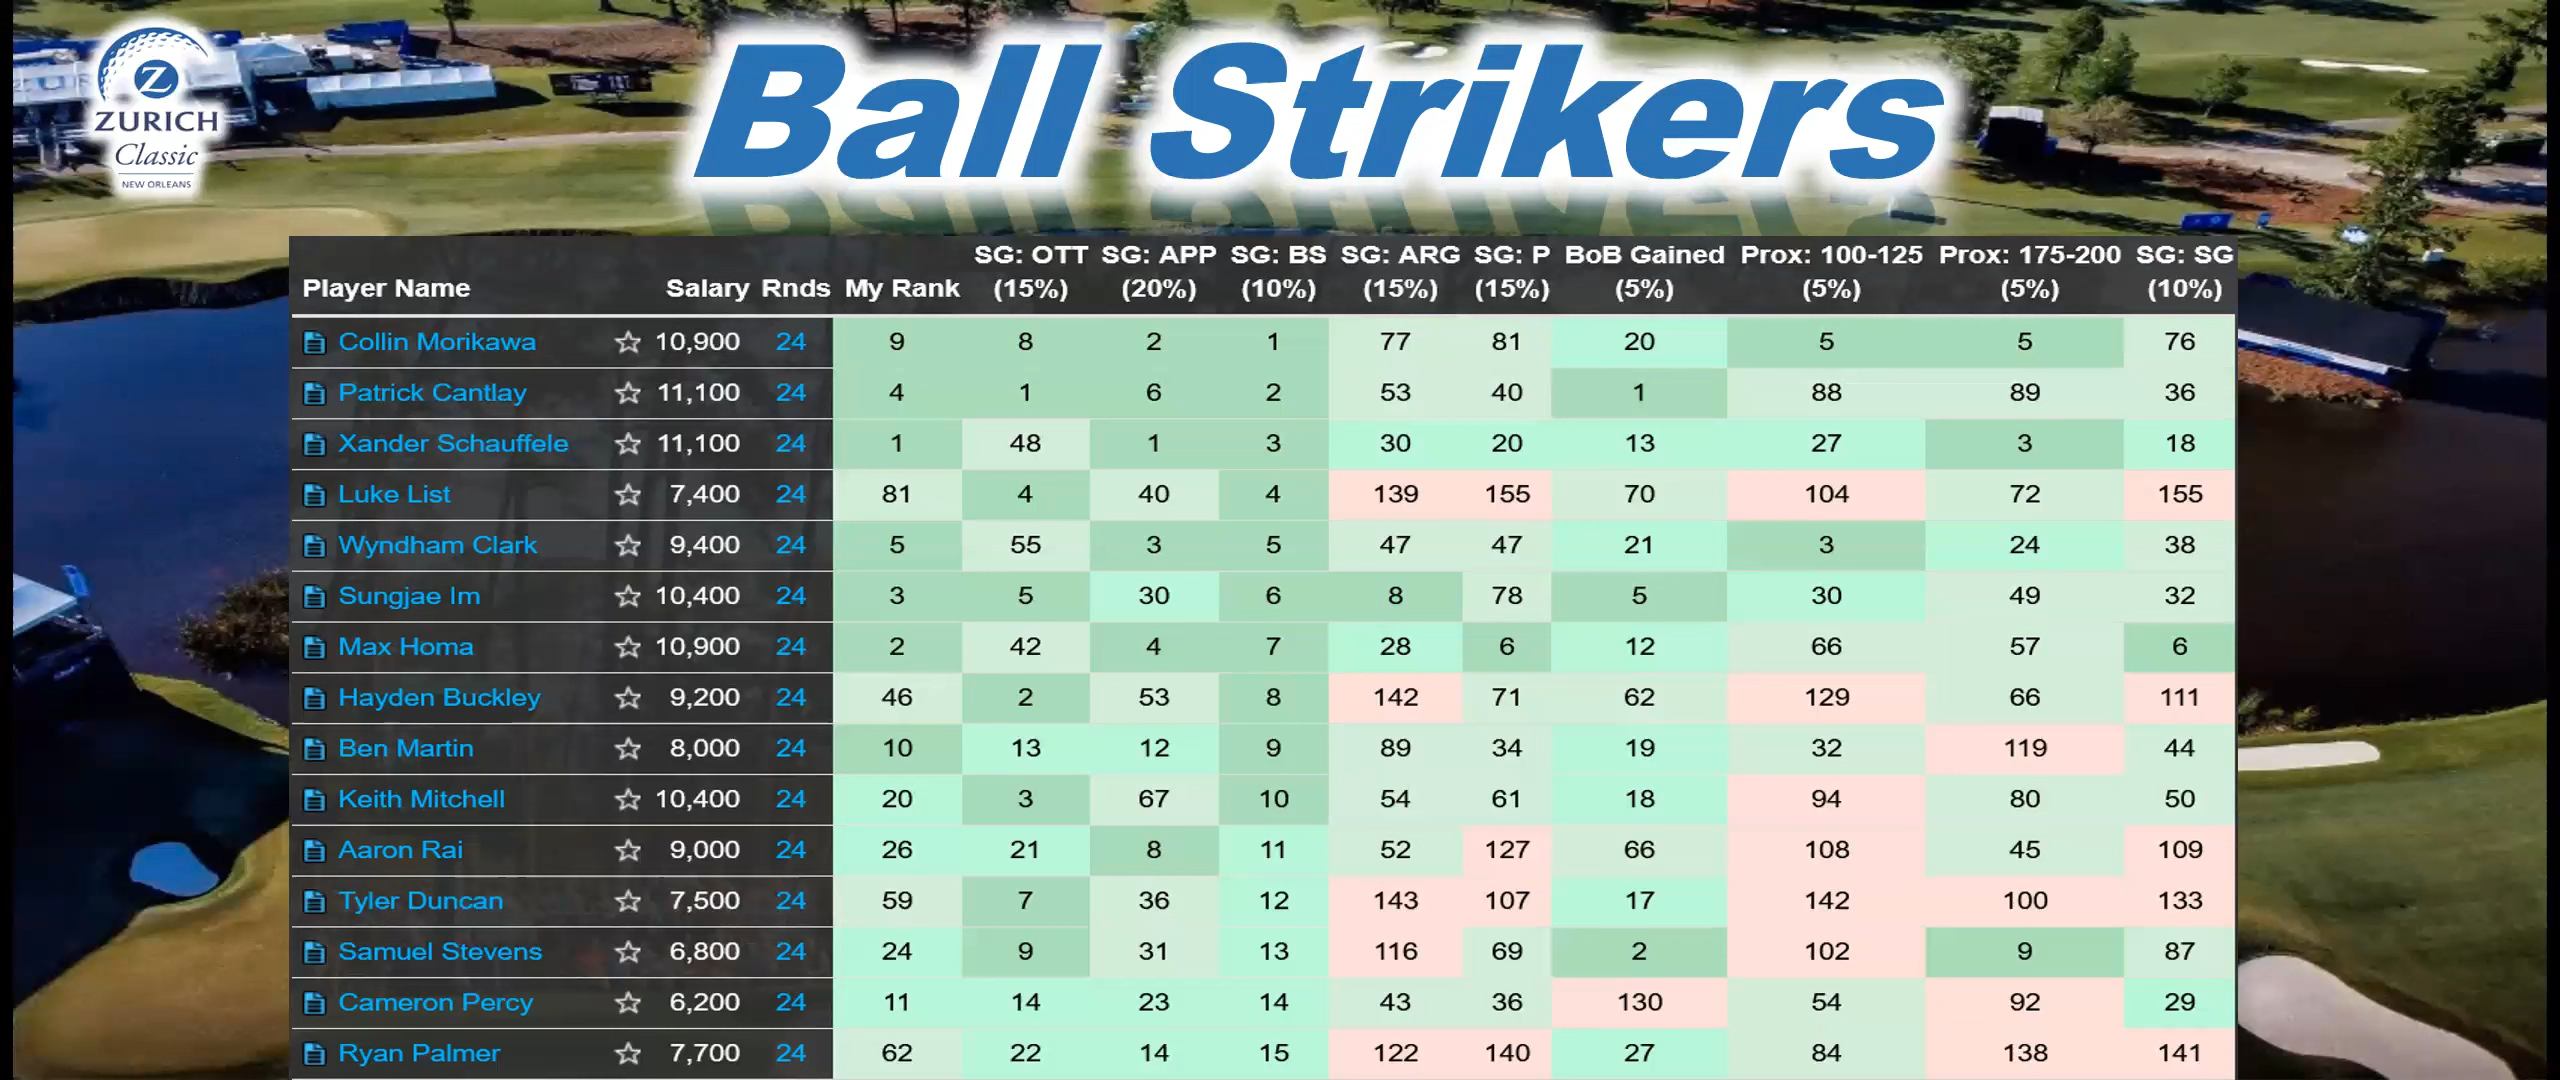 Ball Strikers
Z
ZURICH
Classic
NEW ORLEANS
SG: OTT SG: APP SG: BS SG: ARG SG: P BoB Gained Prox: 100-125 Prox: 175-200 SG: SG
Player Name Salary Rnds My Rank (15%) (20%) (10%) (15%) (15%) (5%) (5%) (5%) (10%)
Collin Morikawa 10,900 24 9 8 2 1 77 81 20 5 5 76
Patrick Cantlay 11,100 24 4 1 6 2 53 40 1 88 89 36
Xander Schauffele 11,100 24 1 48 1 3 30 20 13 27 3 18
Luke List 7,400 24 81 4 40 4 139 155 70 104 72 155
Wyndham Clark 9,400 24 5 55 3 5 47 47 21 3 24 38
Sungjae Im 10,400 24 3 5 30 6 8 78 5 30 49 32
Max Homa 10,900 24 2 42 4 7 28 6 12 66 57 6
Hayden Buckley 9,200 24 46 2 53 8 142 71 62 129 66 111
Ben Martin 8,000 24 10 13 12 9 89 34 19 32 119 44
Keith Mitchell 10,400 24 20 3 67 10 54 61 18 94 80 50
Aaron Rai 9,000 24 26 21 8 11 52 127 66 108 45 109
Tyler Duncan 7,500 24 59 7 36 12 143 107 17 142 100 133
Samuel Stevens 6,800 24 24 9 31 13 116 69 2 102 9 87
Cameron Percy 6,200 24 11 14 23 14 43 36 130 54 92 29
Ryan Palmer 7,700 24 62 22 14 15 122 140 27 84 138 141